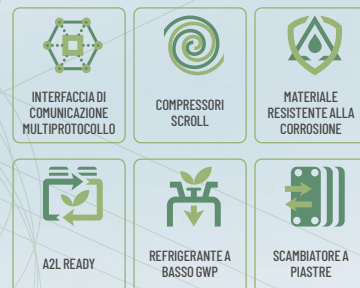 INTERFACCIA DI
COMUNICAZIONE
MULTIPROTOCOLLO
COMPRESSORI
SCROLL
MATERIALE
RESISTENTE ALLA
CORROSIONE
A2L READY
REFRIGERANTE A
BASSO GWP
SCAMBIATORE A
PIASTRE